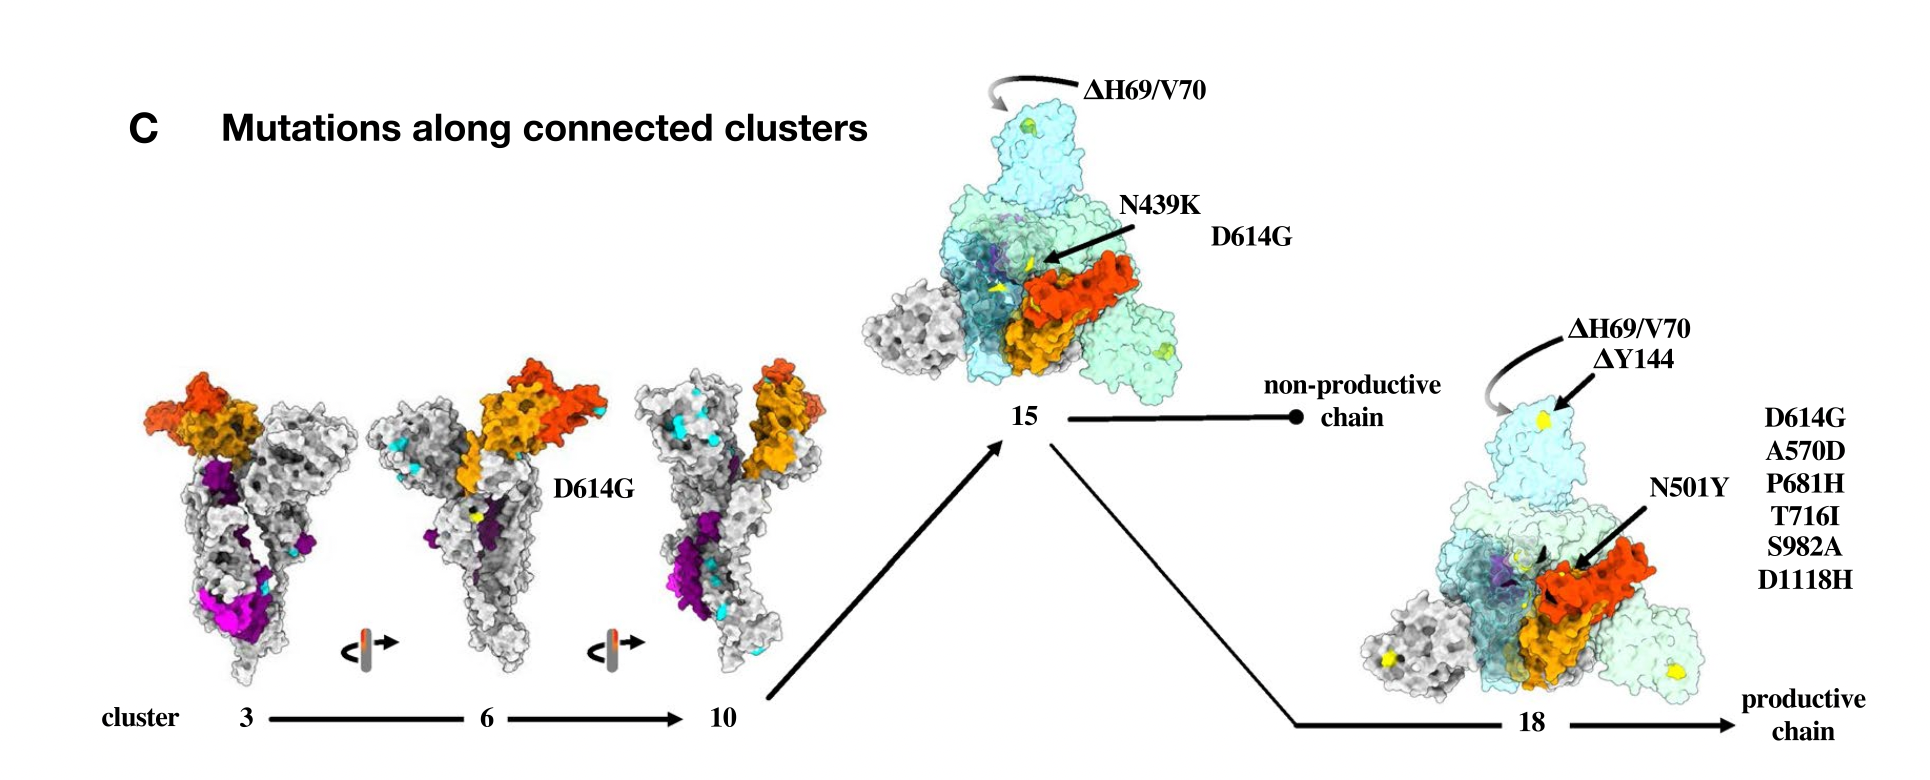 C Mutations along connected clusters
ΔH69/V70
N439K
D614G
non-productive
chain
15
ΔH69/V70
ΔY144
D614G
A570D
P681H
T716I
S982A
D1118H
N501Y
D614G
cluster 3 6 10
18
productive
chain